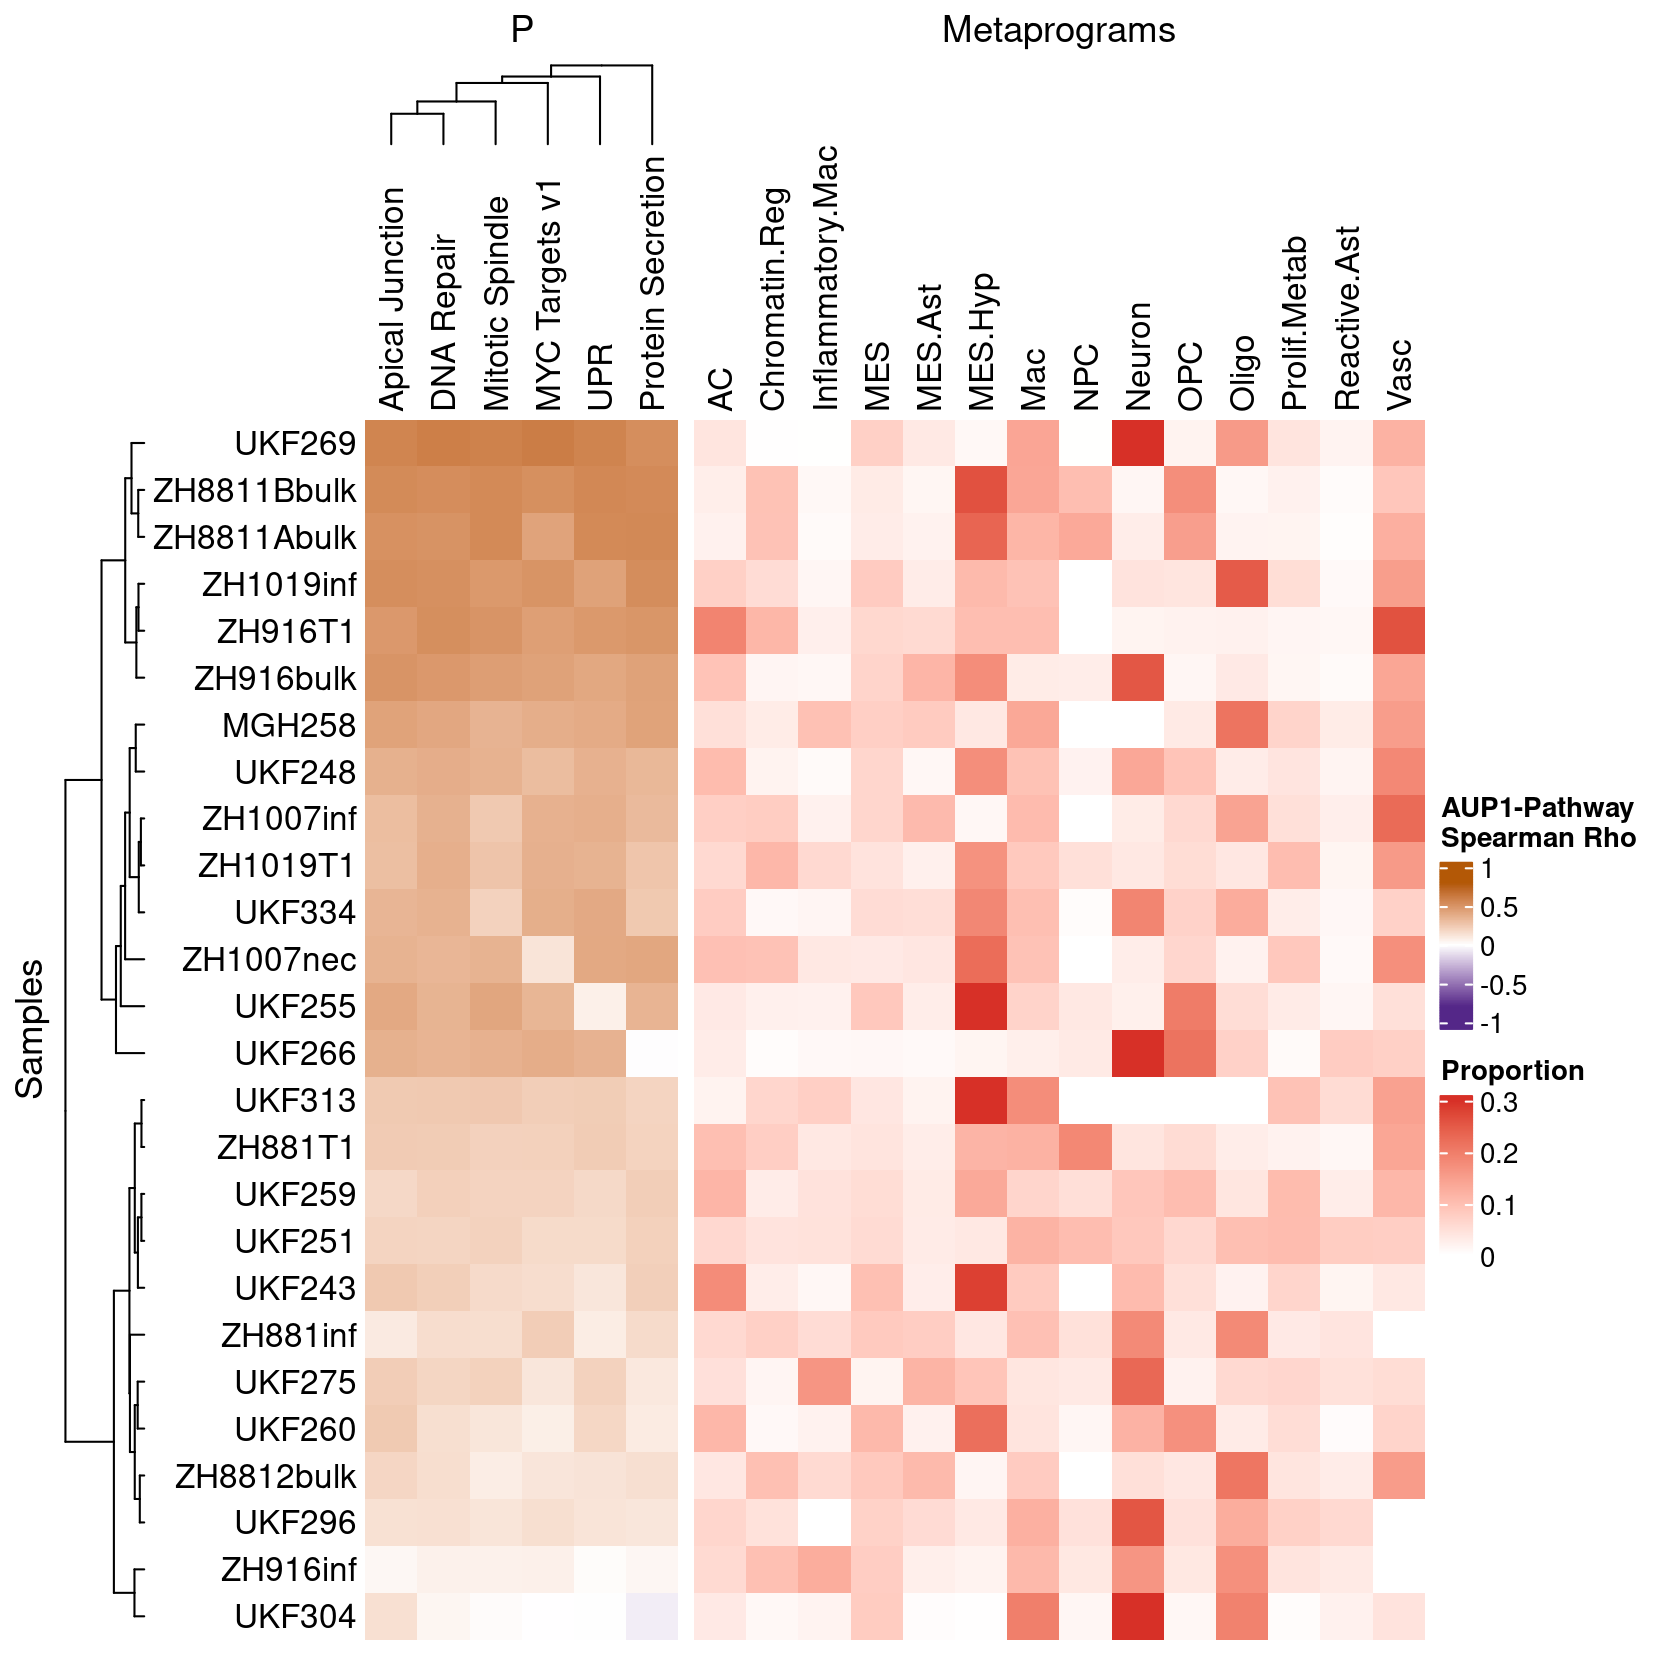 P
Metaprograms
Apical Junction
DNA Repair
Mitotic Spindle
MYC Targets v1
UPR
Protein Secretion
AC
Chromatin.Reg
Inflammatory.Mac
MES
MES.Ast
MES.Hyp
Mac
NPC
Neuron
OPC
Oligo
Prolif.Metab
Reactive.Ast
Vasc
Samples
UKF269
ZH8811Bbulk
ZH8811Abulk
ZH1019inf
ZH916T1
ZH916bulk
MGH258
UKF248
ZH1007inf
ZH1019T1
UKF334
ZH1007nec
UKF255
UKF266
UKF313
ZH881T1
UKF259
UKF251
UKF243
ZH881inf
UKF275
UKF260
ZH8812bulk
UKF296
ZH916inf
UKF304
AUP1-Pathway
Spearman Rho
1
0.5
0
-0.5
-1
Proportion
0.3
0.2
0.1
0